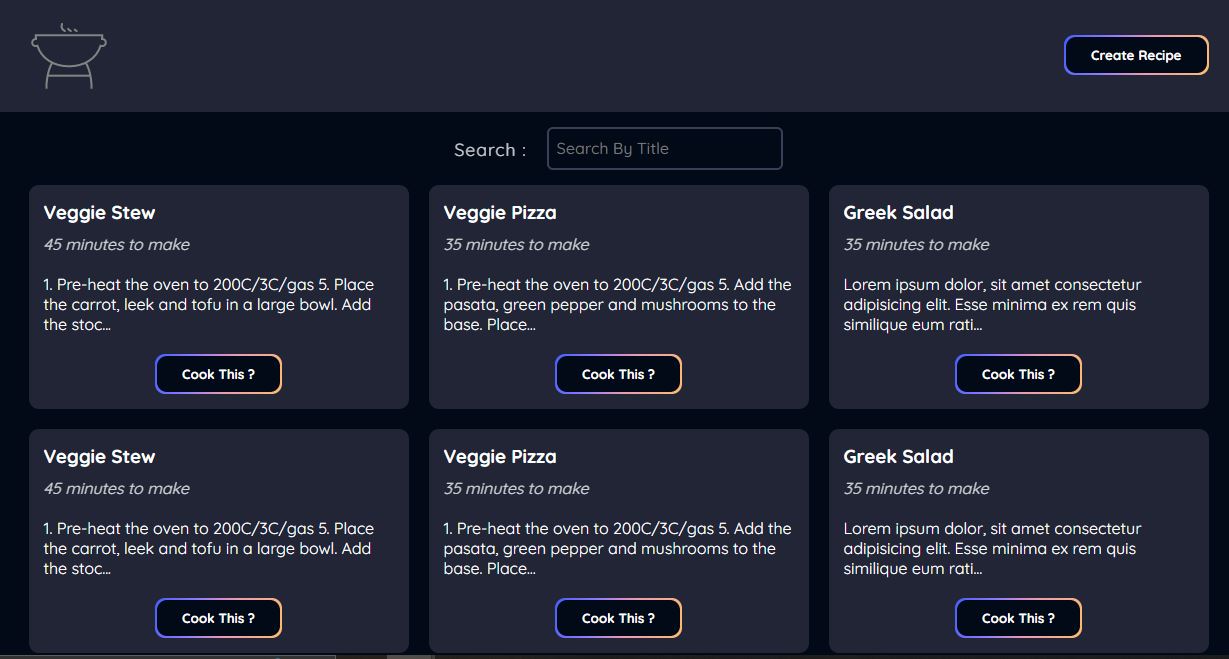 Create Recipe
Search :
Search By Title
Veggie Stew
45 minutes to make
1. Pre-heat the oven to 200C/3C/gas 5. Place
the carrot, leek and tofu in a large bowl. Add
the stoc...
Cook This ?
Veggie Pizza
35 minutes to make
1. Pre-heat the oven to 200C/3C/gas 5. Add the
pasata, green pepper and mushrooms to the
base. Place...
Cook This ?
Greek Salad
35 minutes to make
Lorem ipsum dolor, sit amet consectetur
adipisicing elit. Esse minima ex rem quis
similique eum rati...
Cook This ?
Veggie Stew
45 minutes to make
1. Pre-heat the oven to 200C/3C/gas 5. Place
the carrot, leek and tofu in a large bowl. Add
the stoc...
Cook This ?
Veggie Pizza
35 minutes to make
1. Pre-heat the oven to 200C/3C/gas 5. Add the
pasata, green pepper and mushrooms to the
base. Place...
Cook This ?
Greek Salad
35 minutes to make
Lorem ipsum dolor, sit amet consectetur
adipisicing elit. Esse minima ex rem quis
similique eum rati...
Cook This ?